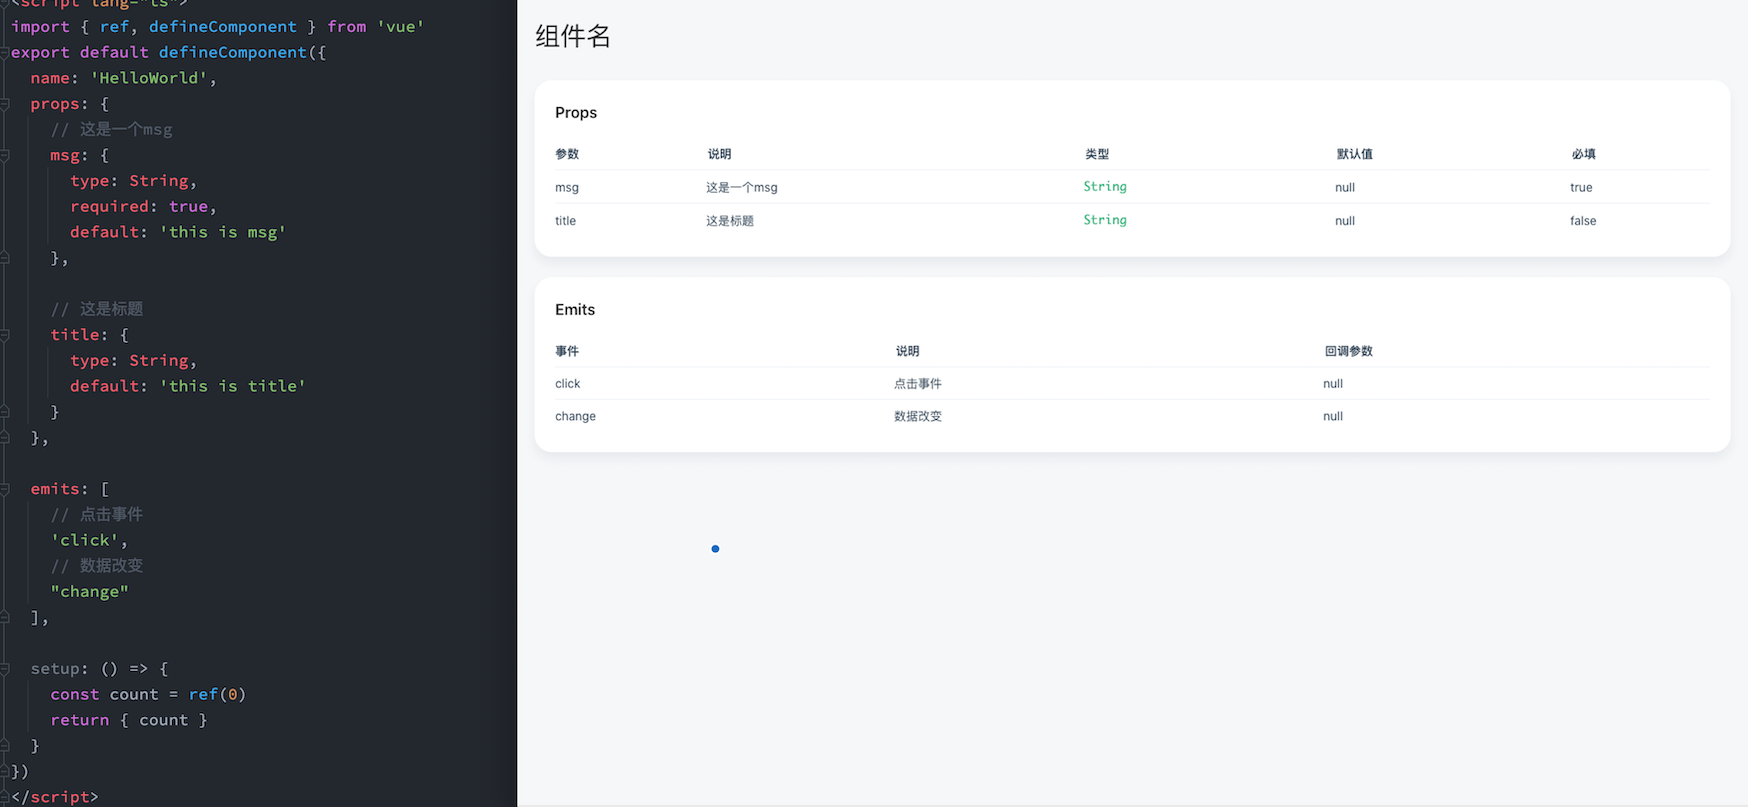 <script lang="ts">
import { ref, defineComponent } from 'vue'
export default defineComponent({
name: 'HelloWorld',
props: {
// 这是一个msg
msg: {
type: String,
required: true,
default: 'this is msg'
},
// 这是标题
title: {
type: String,
default: 'this is title'
}
},
emits: [
// 点击事件
'click',
// 数据改变
"change"
],
setup: () => {
const count = ref(0)
return { count }
}
})
</script>
组件名
Props
参数 说明 类型 默认值 必填
msg 这是一个msg String null true
title 这是标题 String null false
Emits
事件 说明 回调参数
click 点击事件 null
change 数据改变 null